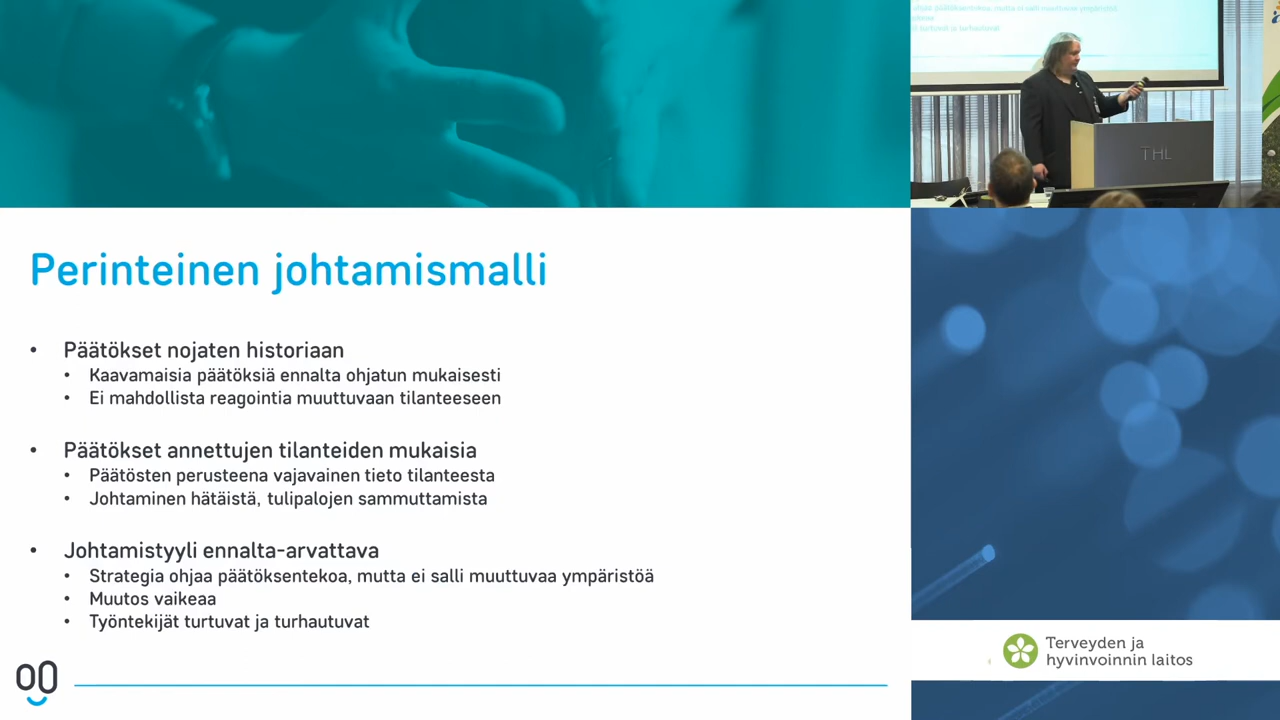 Perinteinen johtamismalli
• Päätökset nojaten historiaan
• Kaavamaisia päätöksiä ennalta ohjatun mukaisesti
• Ei mahdollista reagointia muuttuvaan tilanteeseen
• Päätökset annettujen tilanteiden mukaisia
• Päätösten perusteena vajavainen tieto tilanteesta
• Johtaminen hätäistä, tulipalojen sammuttamista
• Johtamistyyli ennalta-arvattava
• Strategia ohjaa päätöksentekoa, mutta ei salli muuttuvaa ympäristöä
• Muutos vaikeaa
• Työntekijät turtuvat ja turhautuvat
THL
Terveyden ja
hyvinvoinnin laitos